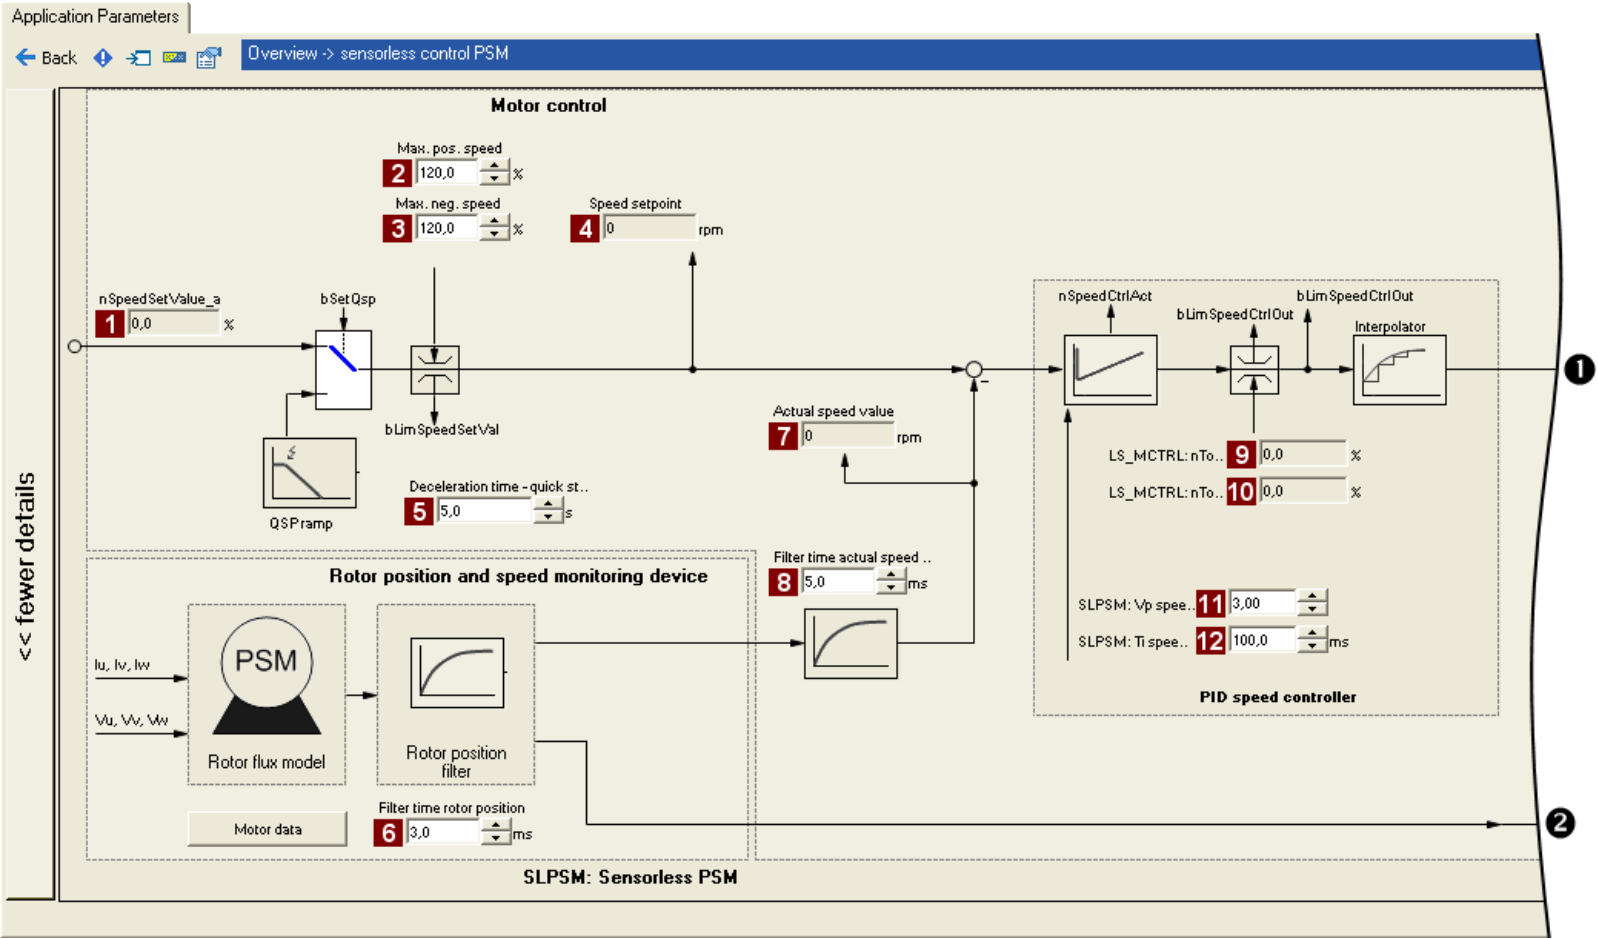 Application Parameters
Back
Overview -> sensorless control PSM
<< fewer details
Motor control
Max. pos. speed
2 120,0 %
Max. neg. speed
3 120,0 %
Speed setpoint
4 0 rpm
nSpeedSetValue_a
1 0,0 %
bSetQsp
bLimSpeedSetVal
QSP ramp
Deceleration time - quick st..
5 5,0 s
Actual speed value
7 0 rpm
Filter time actual speed ..
8 5,0 ms
nSpeedCtrlAct
bLimSpeedCtrlOut
bLimSpeedCtrlOut
Interpolator
1
LS_MCTRL: nTo.. 9 0,0 %
LS_MCTRL: nTo.. 10 0,0 %
SLPSM: Vp spee.. 11 3,00
SLPSM: Ti spee.. 12 100,0 ms
PID speed controller
Rotor position and speed monitoring device
Iu, Iv, Iw
Vu, Vv, Vw
PSM
Rotor flux model
Rotor position
filter
Motor data
Filter time rotor position
6 3,0 ms
2
SLPSM: Sensorless PSM